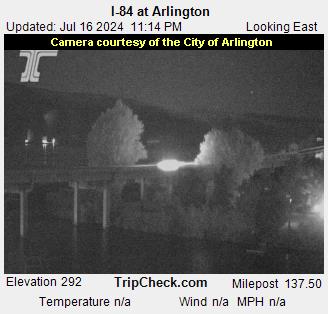 I-84 at Arlington
Updated: Jul 16 2024 11:14 PM Looking East
Camera courtesy of the City of Arlington
Elevation 292 TripCheck.com Milepost 137.50
Temperature n/a Wind n/a MPH n/a